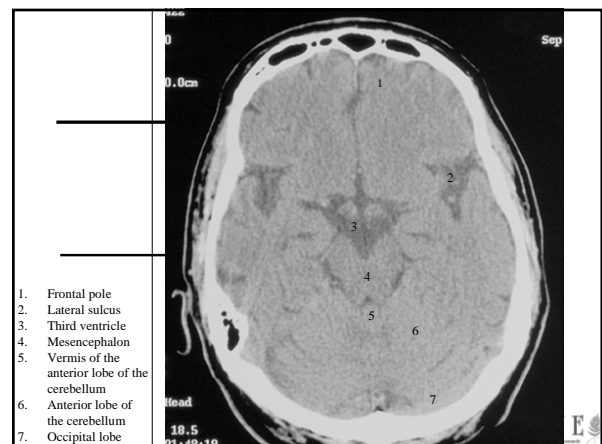 0
Sep
0.0cm
1
2
3
4
5
6
7
1. Frontal pole
2. Lateral sulcus
3. Third ventricle
4. Mesencephalon
5. Vermis of the
anterior lobe of the
cerebellum
6. Anterior lobe of
the cerebellum
7. Occipital lobe
Head
18.5
E